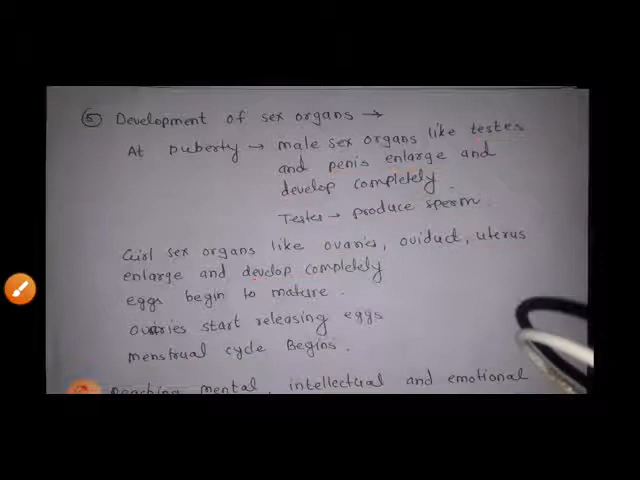 ⑤ Development of sex organs →
At puberty → male sex organs like testes
and penis enlarge and
develop completely.
Testes → produce sperm.
Girl sex organs like ovaries, oviduct, uterus
enlarge and develop completely
eggs begin to mature.
ovaries start releasing eggs
menstrual cycle Begins.
Reaching mental, intellectual and emotional